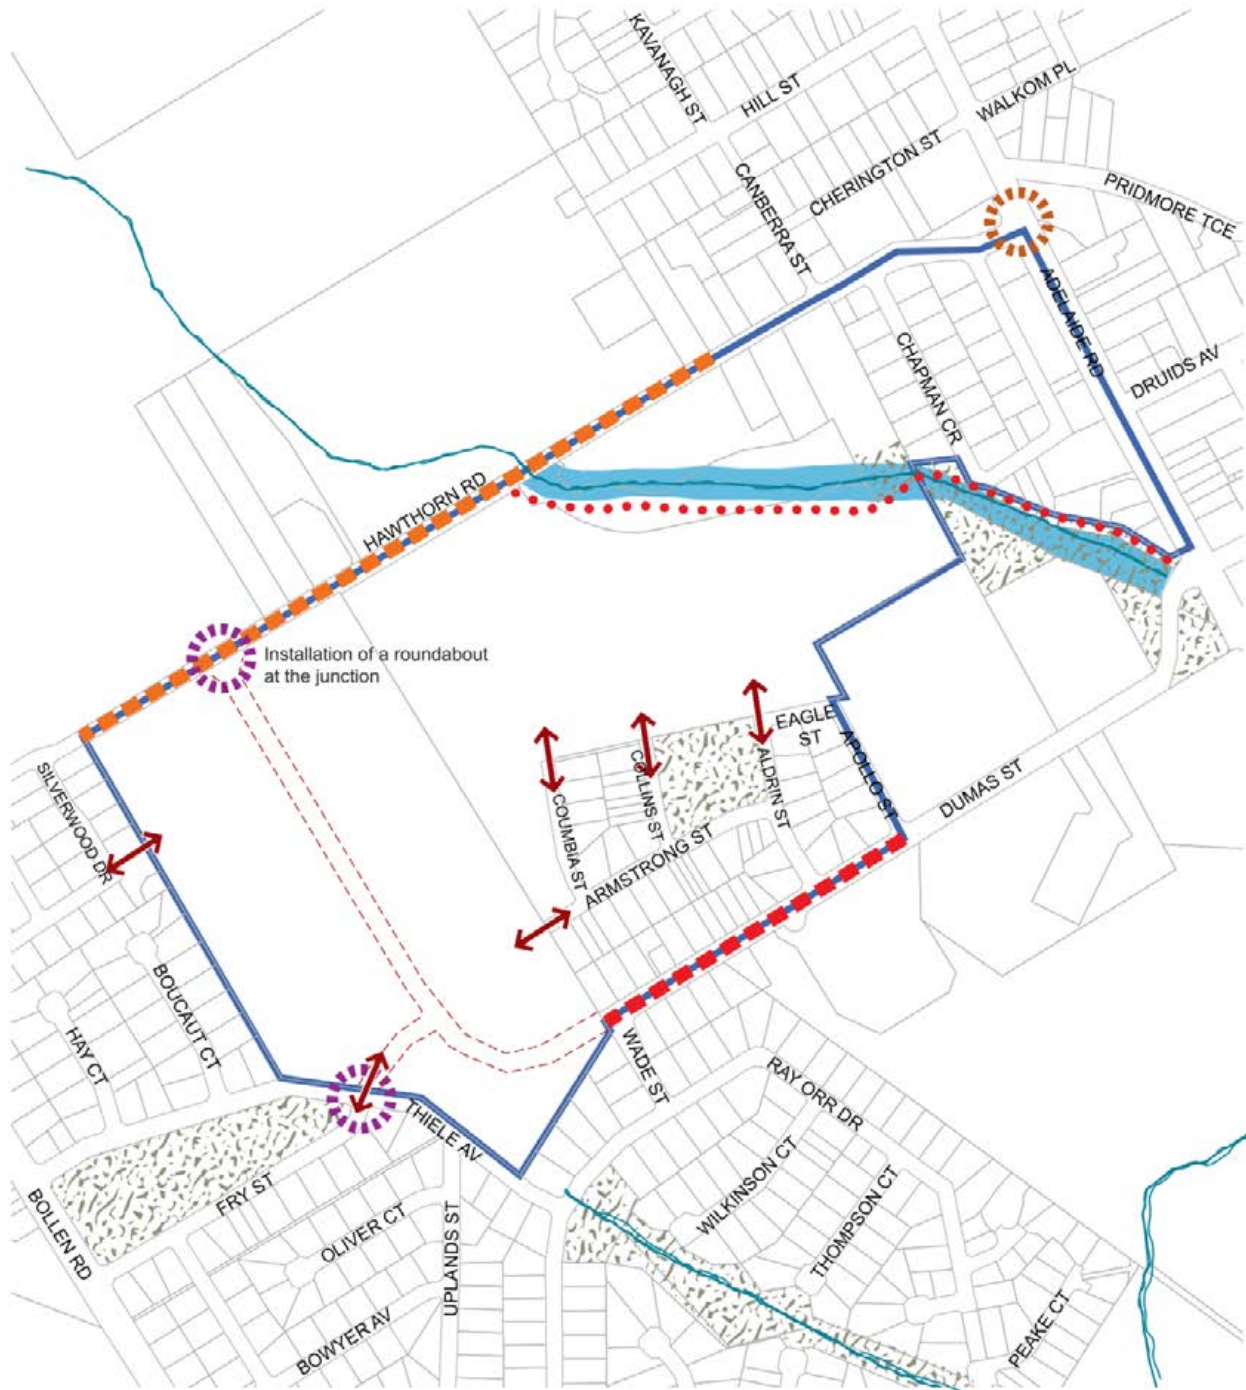 KAVANAGH ST
HILL ST
WALKOM PL
CHERINGTON ST
CANBERRA ST
PRIDMORE TCE
ADELAIDE RD
CHAPMAN CR
DRUIDS AV
HAWTHORN RD
Installation of a roundabout
at the junction
EAGLE
ST
APOLLO ST
COLLINS ST
ALDRIN ST
COUMBIA ST
ARMSTRONG ST
DUMAS ST
SILVERWOOD DR
BOUCAUT CT
HAY CT
WADE ST
RAY ORR DR
THIELE AV
WILKINSON CT
THOMPSON CT
FRY ST
BOLLEN RD
OLIVER CT
UPLANDS ST
BOWYER AV
PEAKE CT